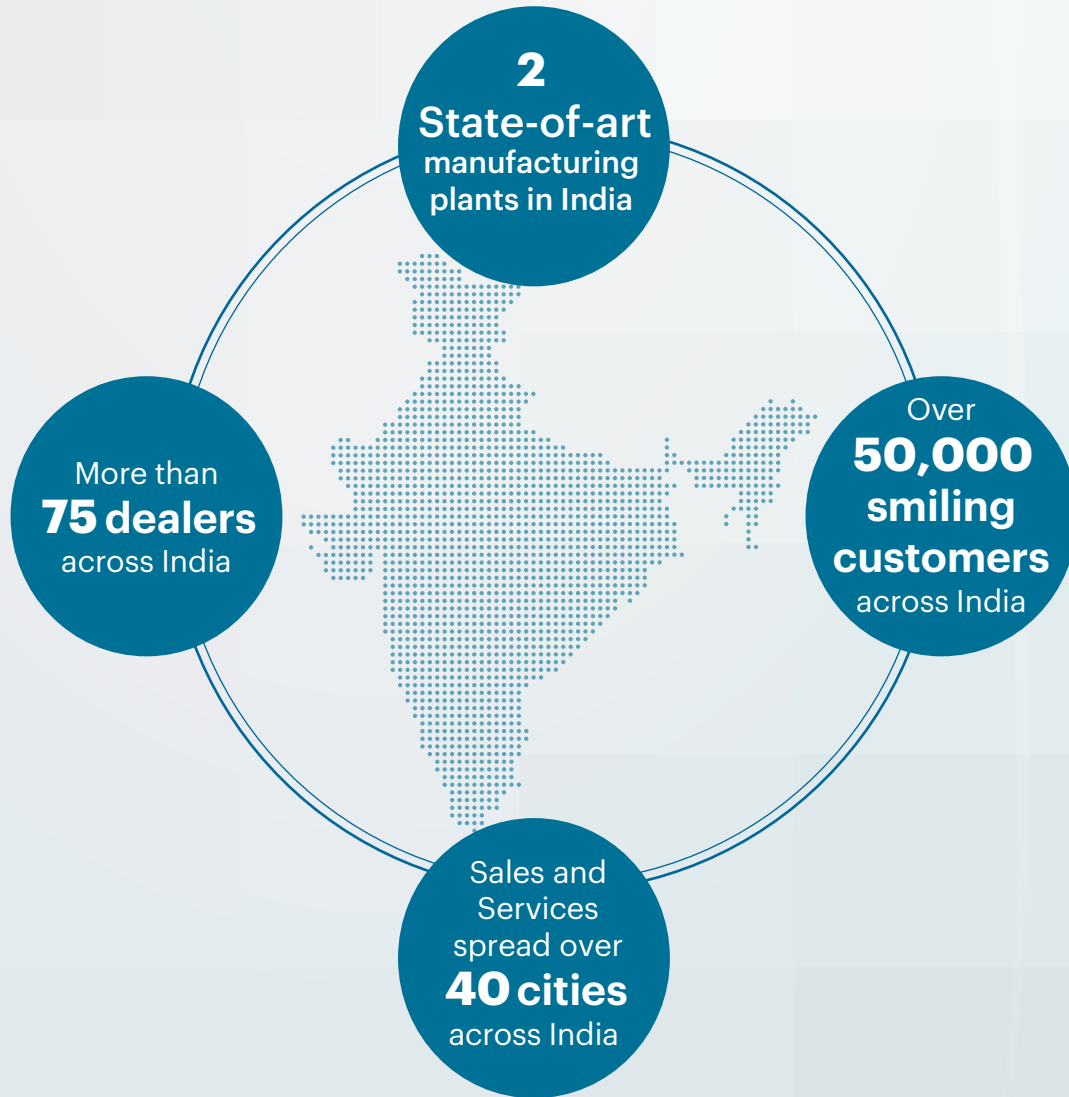 2
State-of-art
manufacturing
plants in India
More than
75 dealers
across India
Over
50,000
smiling
customers
across India
Sales and
Services
spread over
40 cities
across India